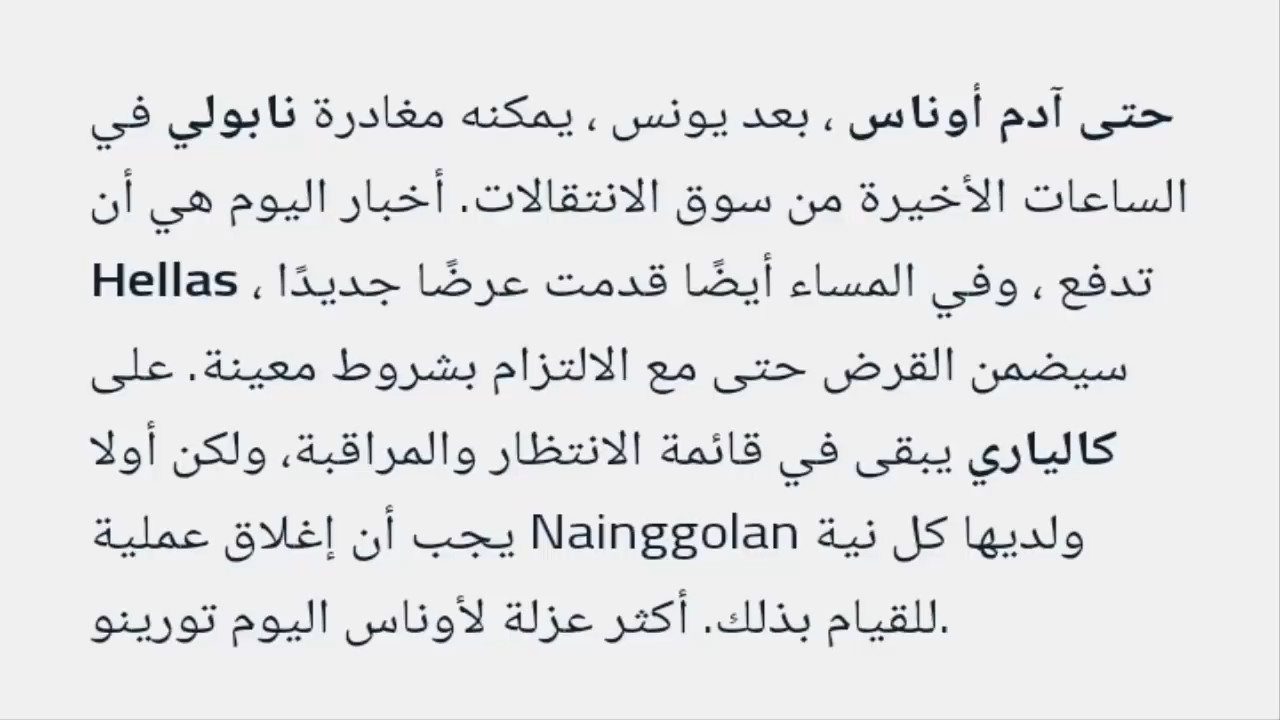 حتى آدم أوناس ، بعد يونس ، يمكنه مغادرة نابولي في
الساعات الأخيرة من سوق الانتقالات. أخبار اليوم هي أن
تدفع ، وفي المساء أيضًا قدمت عرضًا جديدًا ، Hellas
سيضمن القرض حتى مع الالتزام بشروط معينة. على
كالياري يبقى في قائمة الانتظار والمراقبة، ولكن أولا
ولديها كل نية Nainggolan يجب أن إغلاق عملية
للقيام بذلك. أكثر عزلة لأوناس اليوم تورينو.